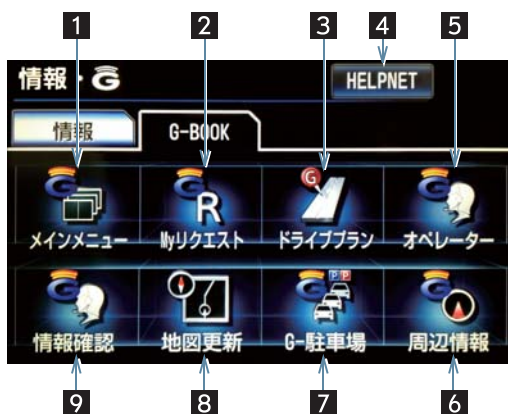 1 2 3 4 5
情報・G HELPNET
情報 G-BOOK
G G G G
R
メインメニュー Myリクエスト ドライブプラン オペレーター
G G P P G
情報確認 地図更新 G-駐車場 周辺情報
9 8 7 6